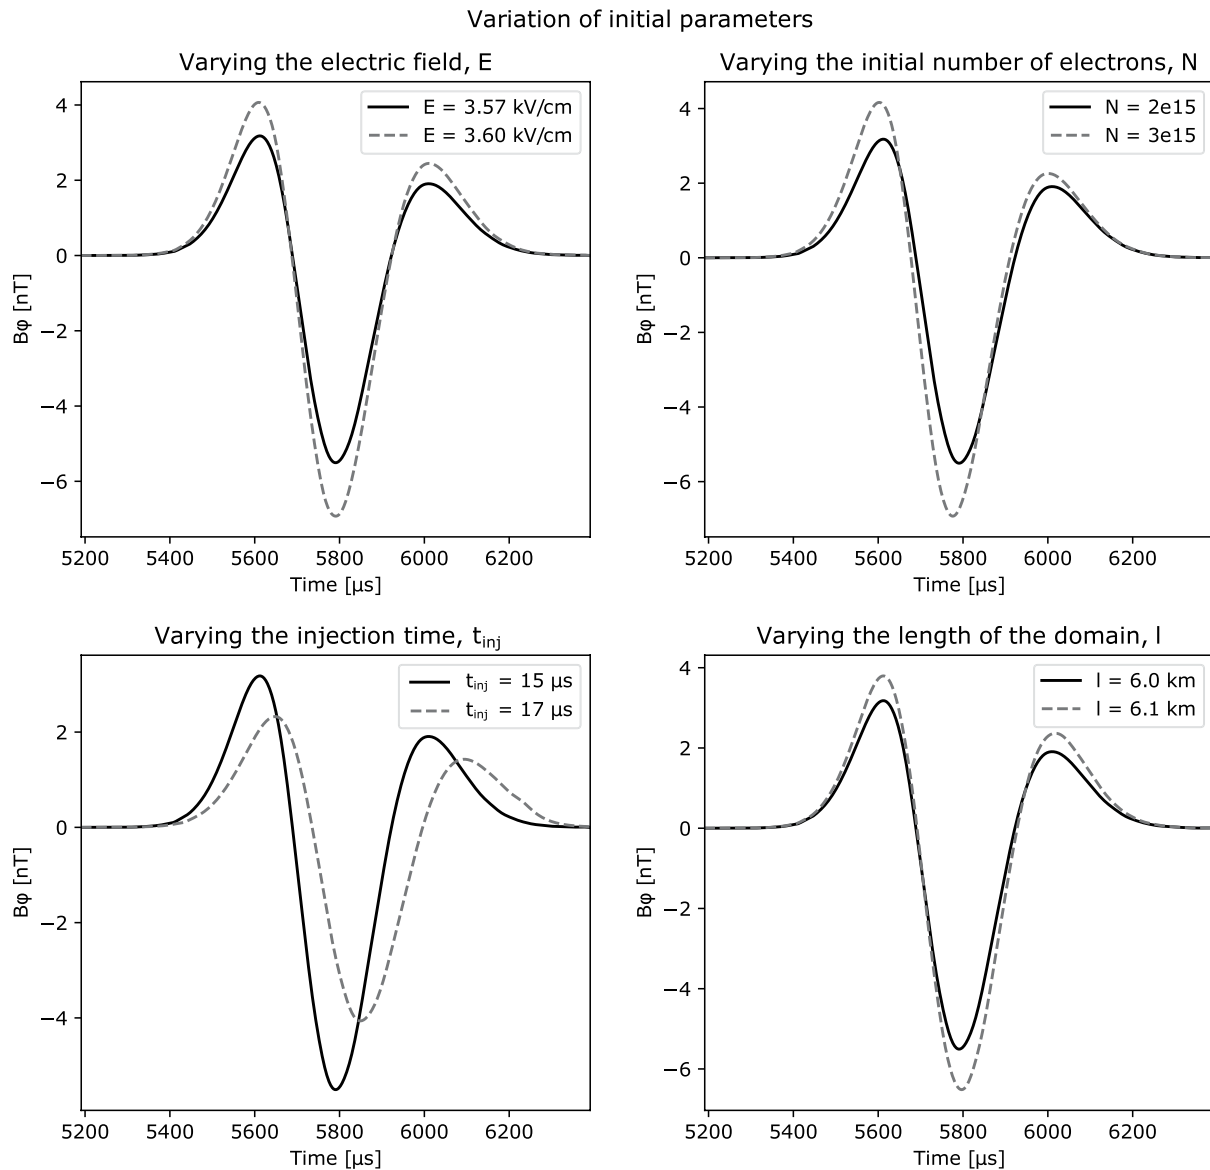 Variation of initial parameters
Varying the electric field, E
E = 3.57 kV/cm
E = 3.60 kV/cm
4
2
0
−2
−4
−6
Bφ [nT]
5200 5400 5600 5800 6000 6200
Time [μs]
Varying the initial number of electrons, N
N = 2e15
N = 3e15
4
2
0
−2
−4
−6
Bφ [nT]
5200 5400 5600 5800 6000 6200
Time [μs]
Varying the injection time, tinj
tinj = 15 μs
tinj = 17 μs
2
0
−2
−4
Bφ [nT]
5200 5400 5600 5800 6000 6200
Time [μs]
Varying the length of the domain, l
l = 6.0 km
l = 6.1 km
4
2
0
−2
−4
−6
Bφ [nT]
5200 5400 5600 5800 6000 6200
Time [μs]